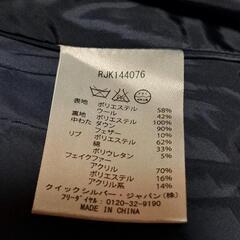 RJK144076
表地 ポリエステル 58%
ウール 42%
裏地 ポリエステル 100%
中わた ダウン 90%
フェザー 10%
リブ ポリエステル 62%
綿 33%
ポリウレタン 5%
フェイクファー
アクリル 70%
ポリエステル 16%
アクリル系 14%
クイックシルバー・ジャパン(株)
フリーダイヤル 0120-32-9190
MADE IN CHINA